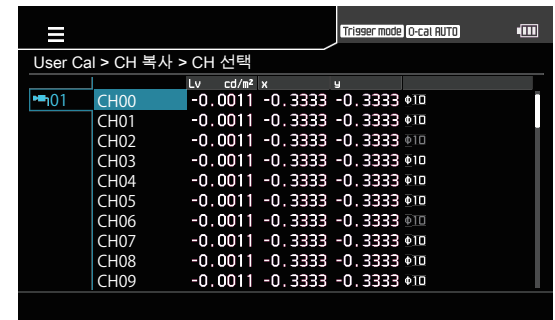 Trigger mode 0-cal AUTO
User Cal > CH 복사 > CH 선택
Lv cd/m² x y
01 CH00 -0.0011 -0.3333 -0.3333 Φ10
CH01 -0.0011 -0.3333 -0.3333 Φ10
CH02 -0.0011 -0.3333 -0.3333 Φ10
CH03 -0.0011 -0.3333 -0.3333 Φ10
CH04 -0.0011 -0.3333 -0.3333 Φ10
CH05 -0.0011 -0.3333 -0.3333 Φ10
CH06 -0.0011 -0.3333 -0.3333 Φ10
CH07 -0.0011 -0.3333 -0.3333 Φ10
CH08 -0.0011 -0.3333 -0.3333 Φ10
CH09 -0.0011 -0.3333 -0.3333 Φ10